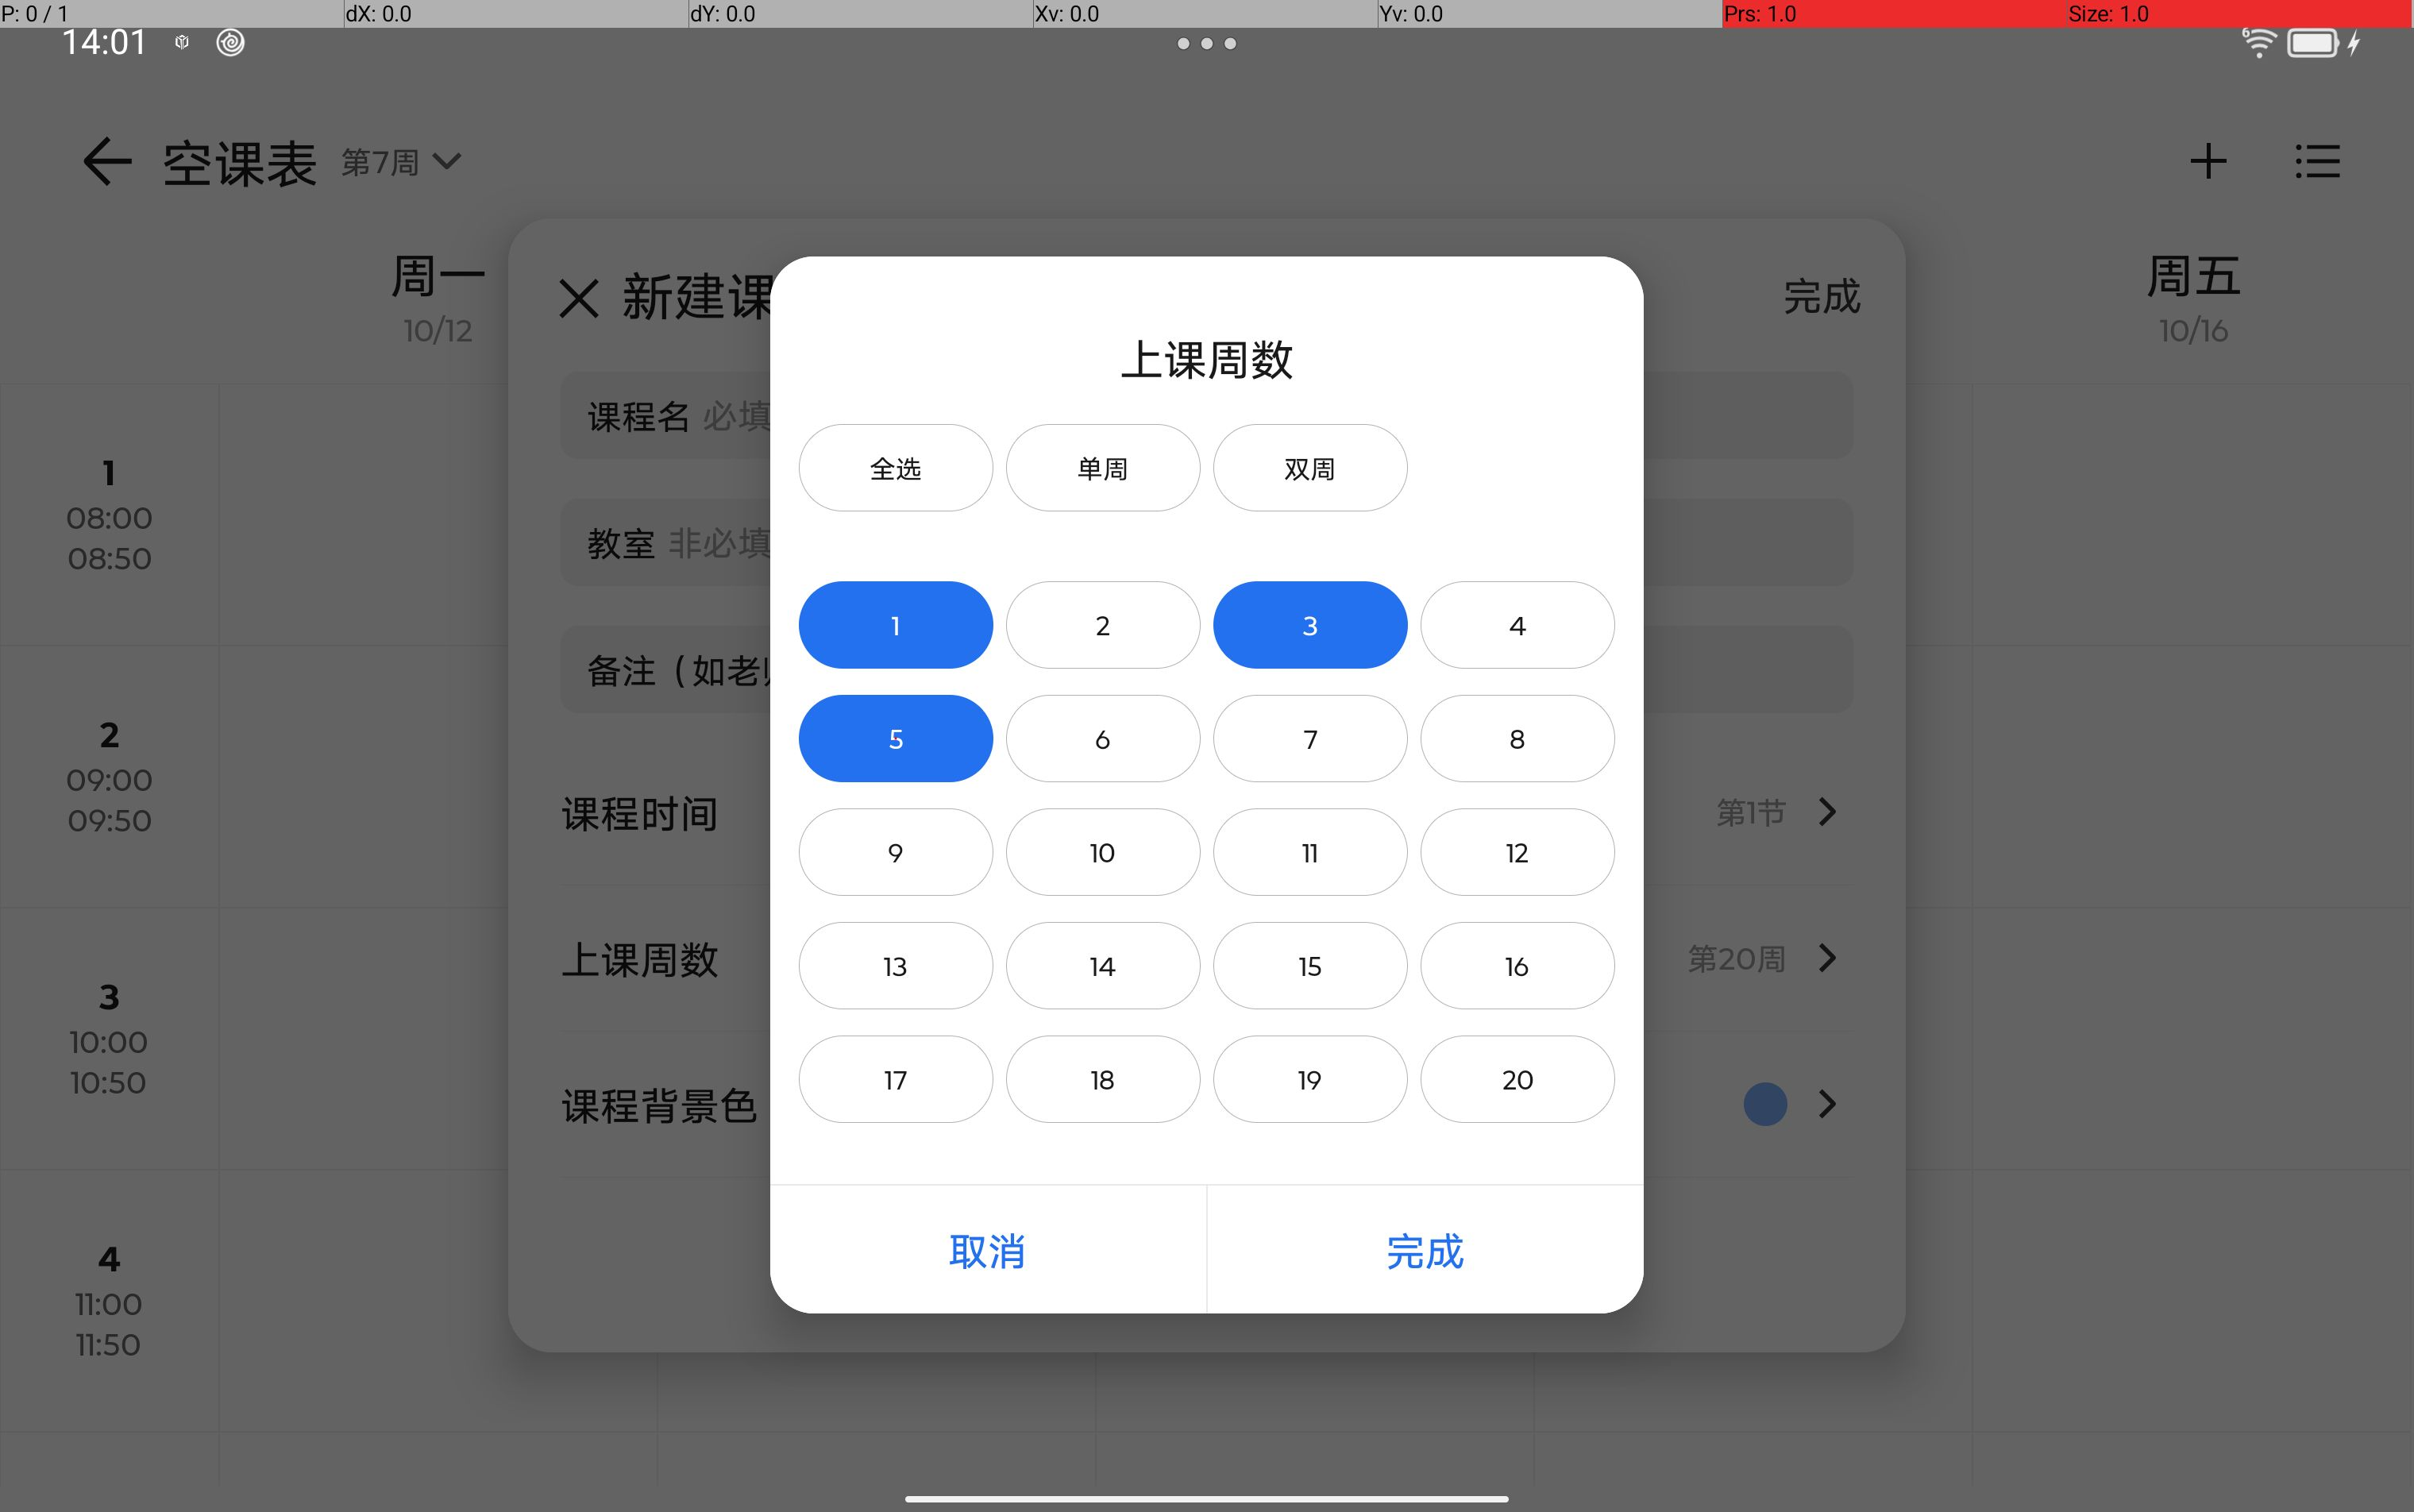 P: 0 / 1 dX: 0.0 dY: 0.0 Xv: 0.0 Yv: 0.0 Prs: 1.0 Size: 1.0
14:01 6
空课表 第7周
周一 周五
10/12 10/16
新建课 完成
上课周数
课程名 必填
全选 单周 双周
教室 非必填
1 2 3 4
备注（如老
5 6 7 8
课程时间 第1节
9 10 11 12
上课周数 第20周
13 14 15 16
17 18 19 20
课程背景色
取消 完成
1
08:00
08:50
2
09:00
09:50
3
10:00
10:50
4
11:00
11:50